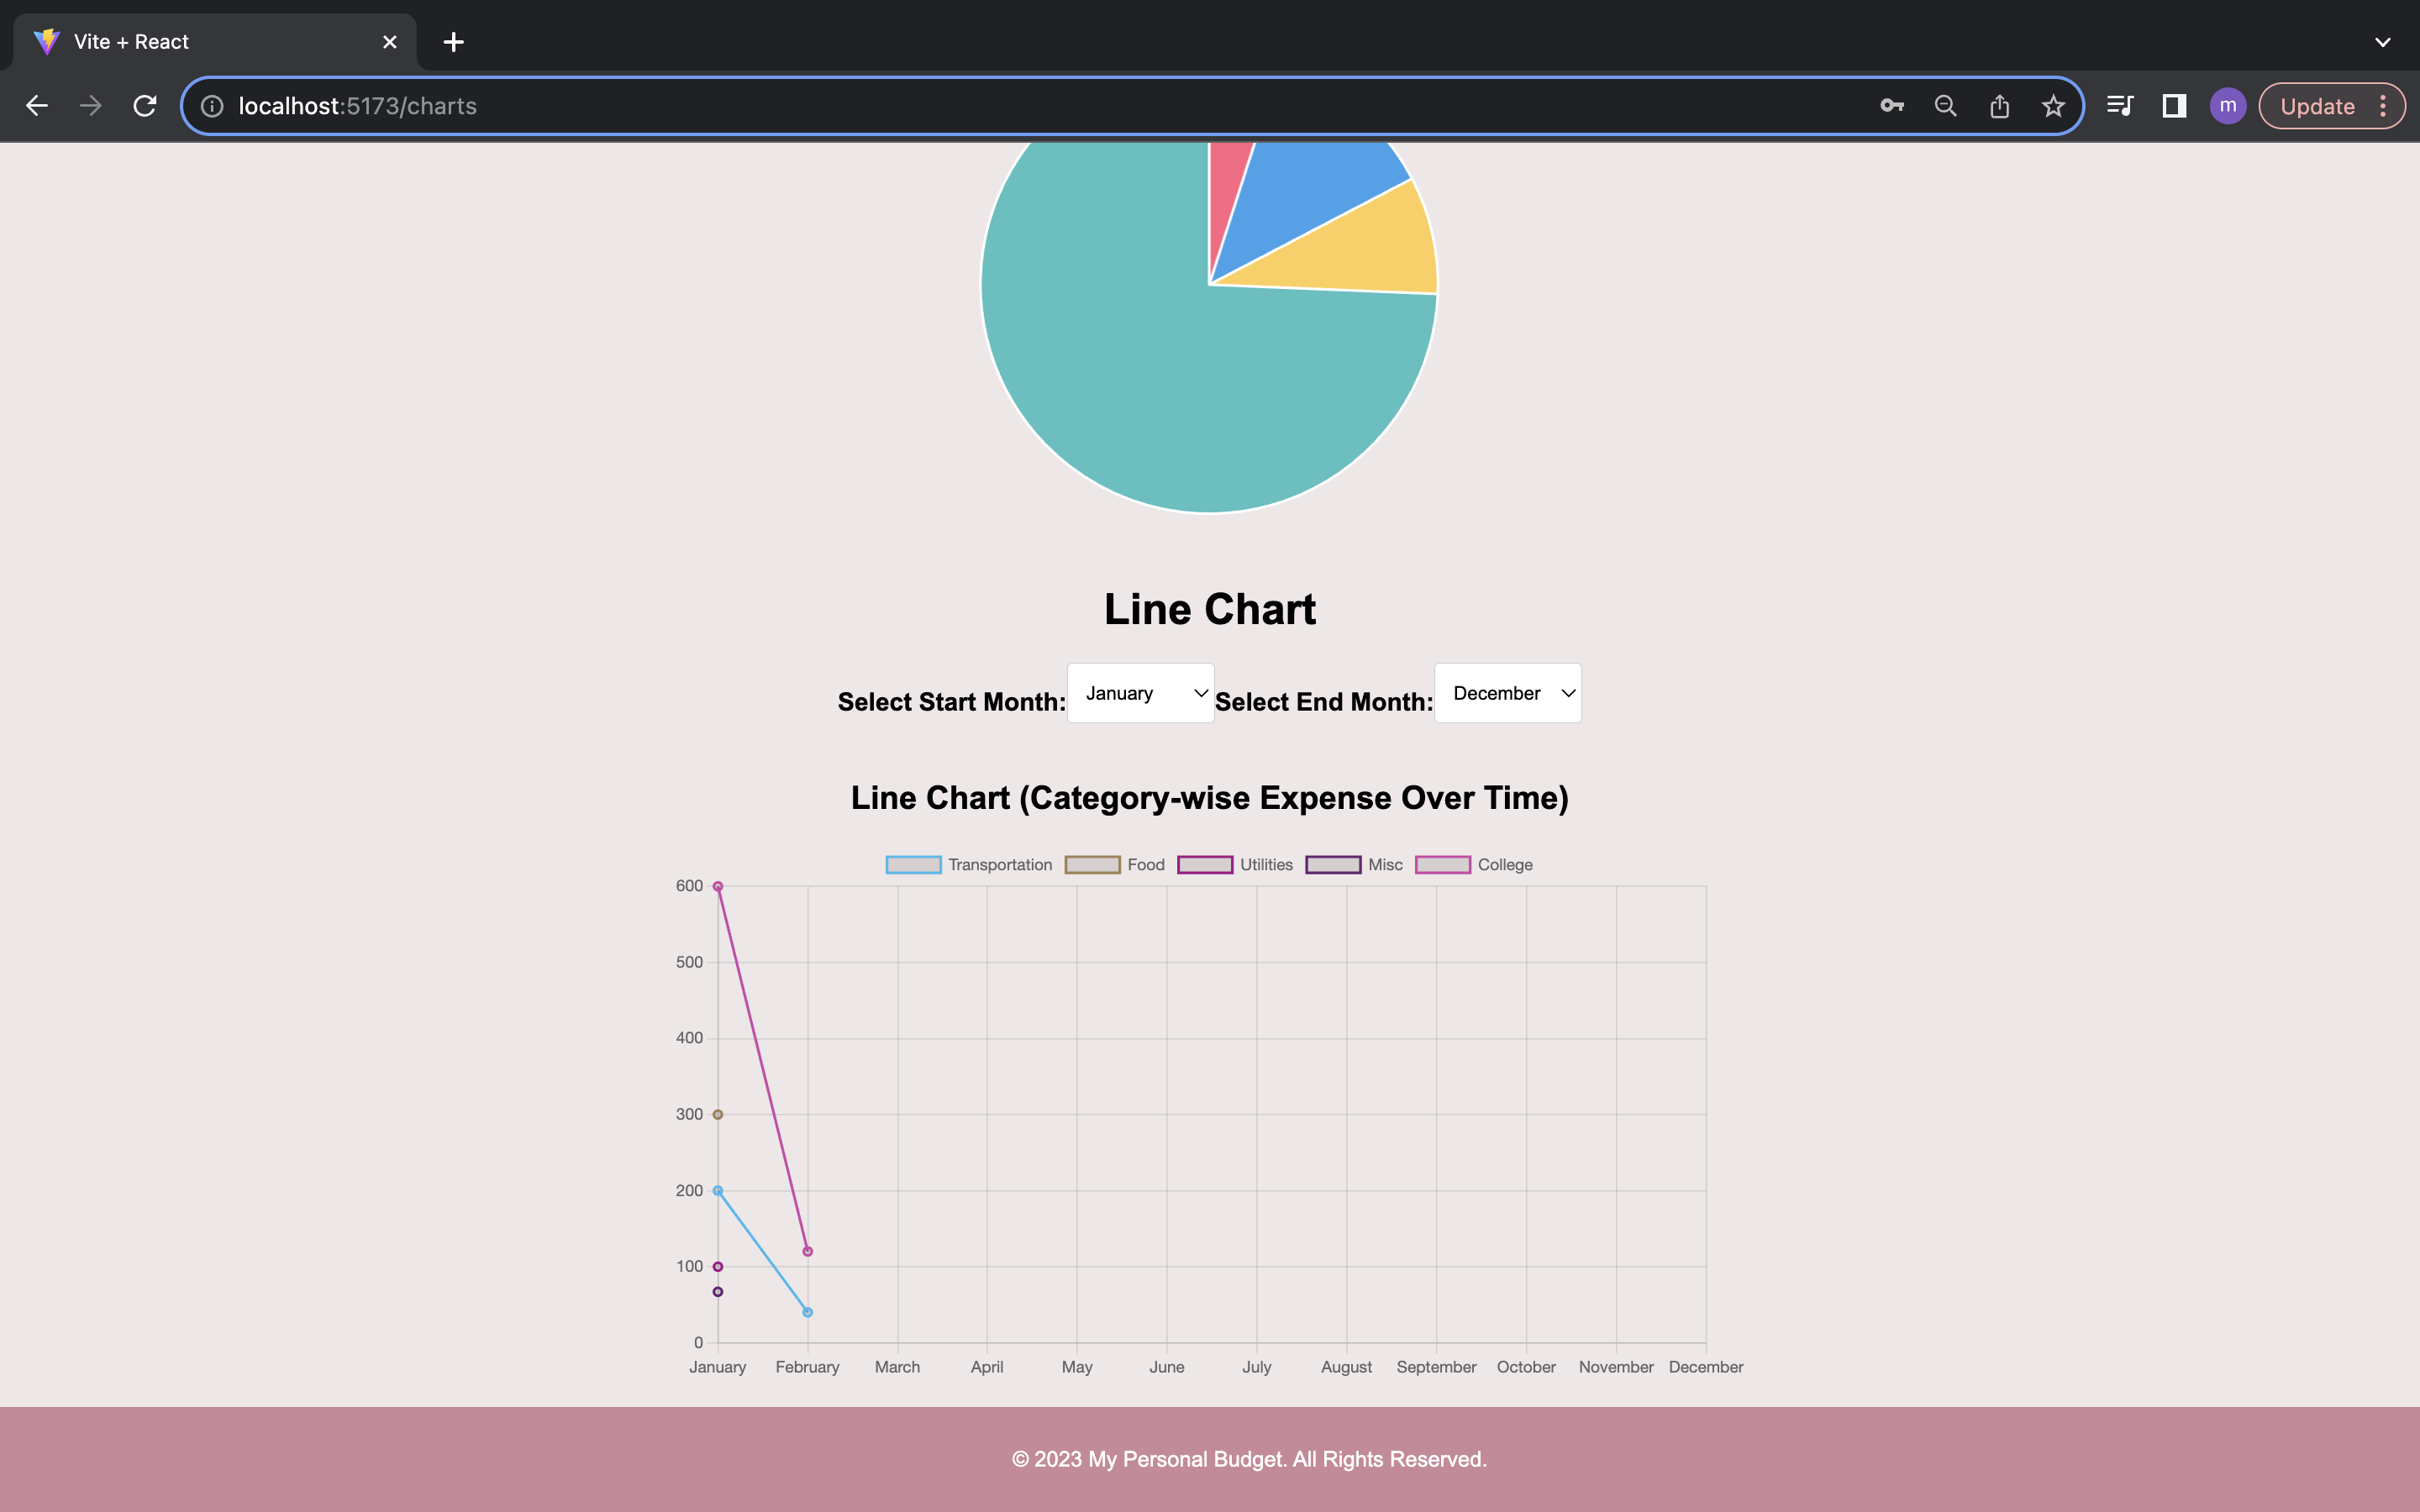 Vite + React
localhost:5173/charts
m
Update
Line Chart
Select Start Month: January Select End Month: December
Line Chart (Category-wise Expense Over Time)
Transportation Food Utilities Misc College
600
500
400
300
200
100
0
January February March April May June July August September October November December
© 2023 My Personal Budget. All Rights Reserved.